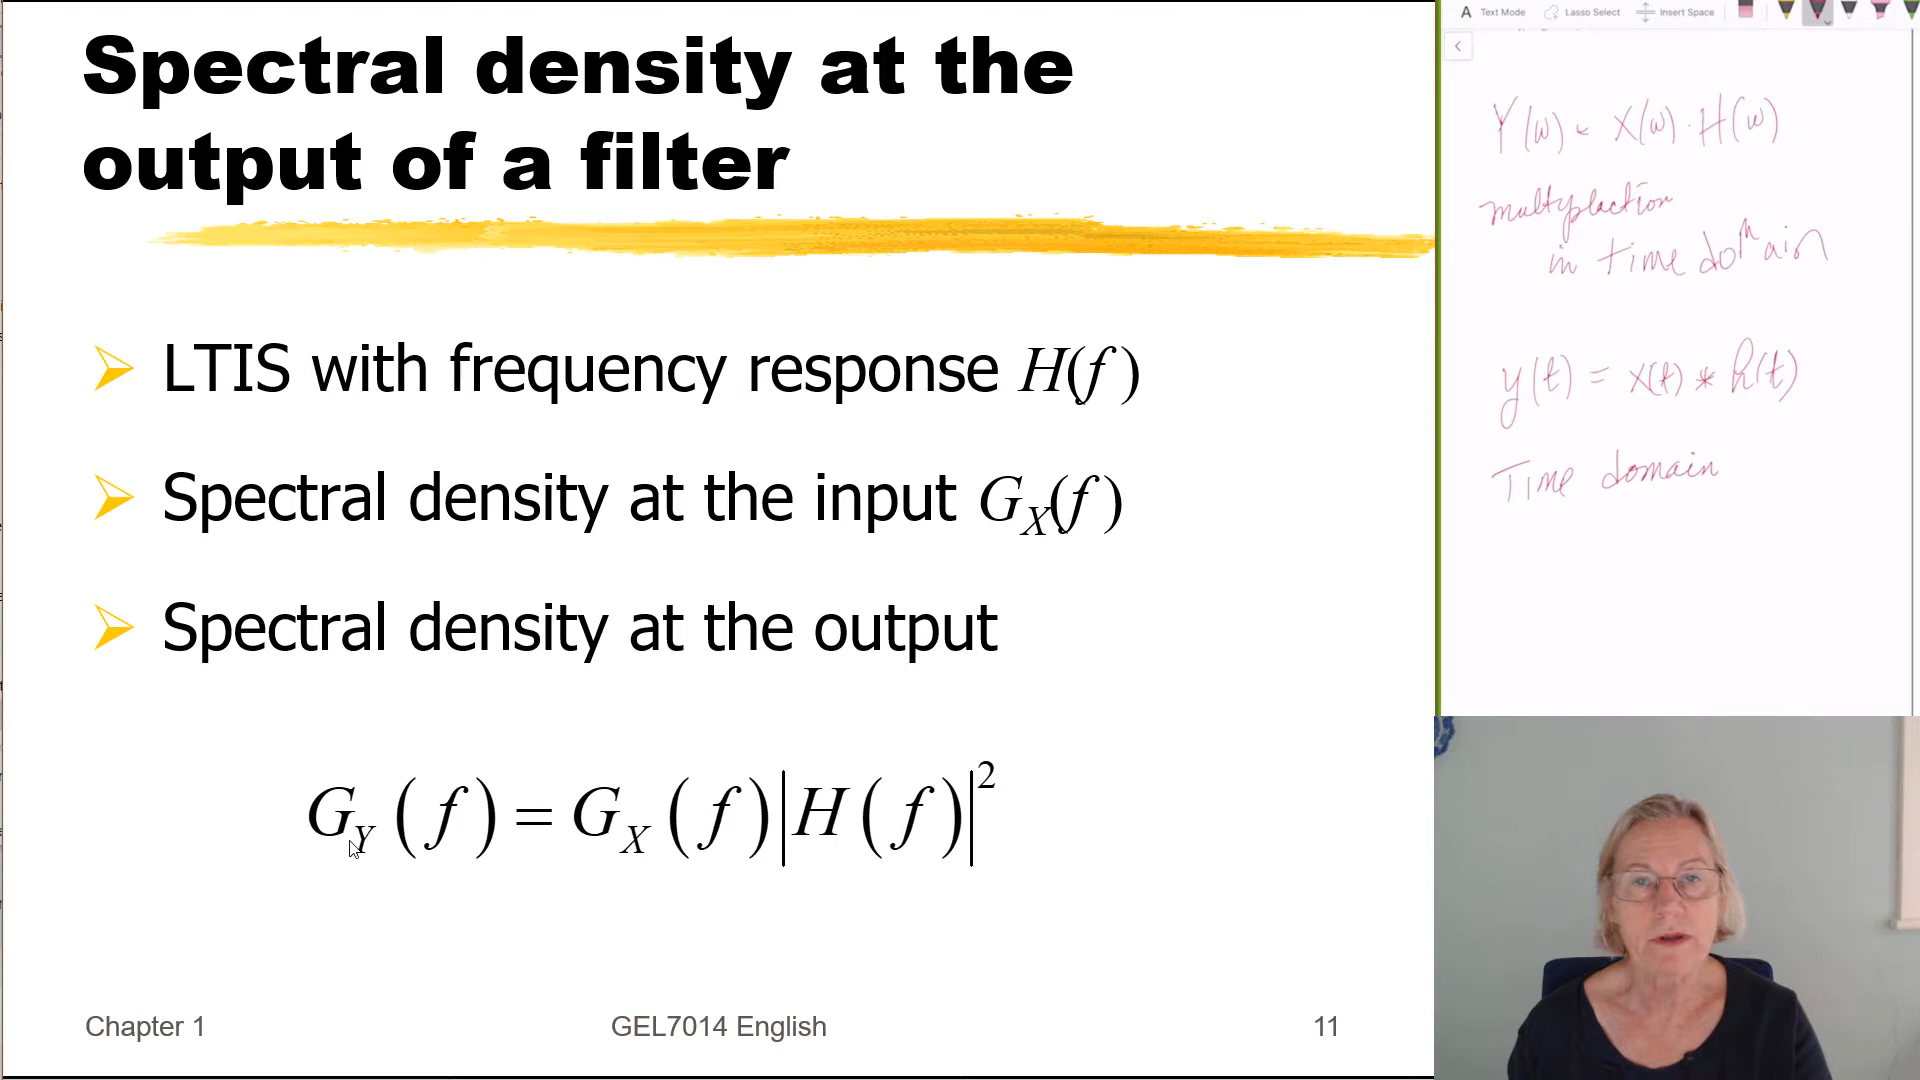 Spectral density at the
output of a filter
LTIS with frequency response H(f)
Spectral density at the input G_X(f)
Spectral density at the output
G_Y(f) = G_X(f)|H(f)|²
Chapter 1
GEL7014 English
11
A Text Mode Lasso Select Insert Space
Y(ω) = X(ω) · H(ω)
multyplaction
in time domain
y(t) = x(t) * h(t)
Time domain